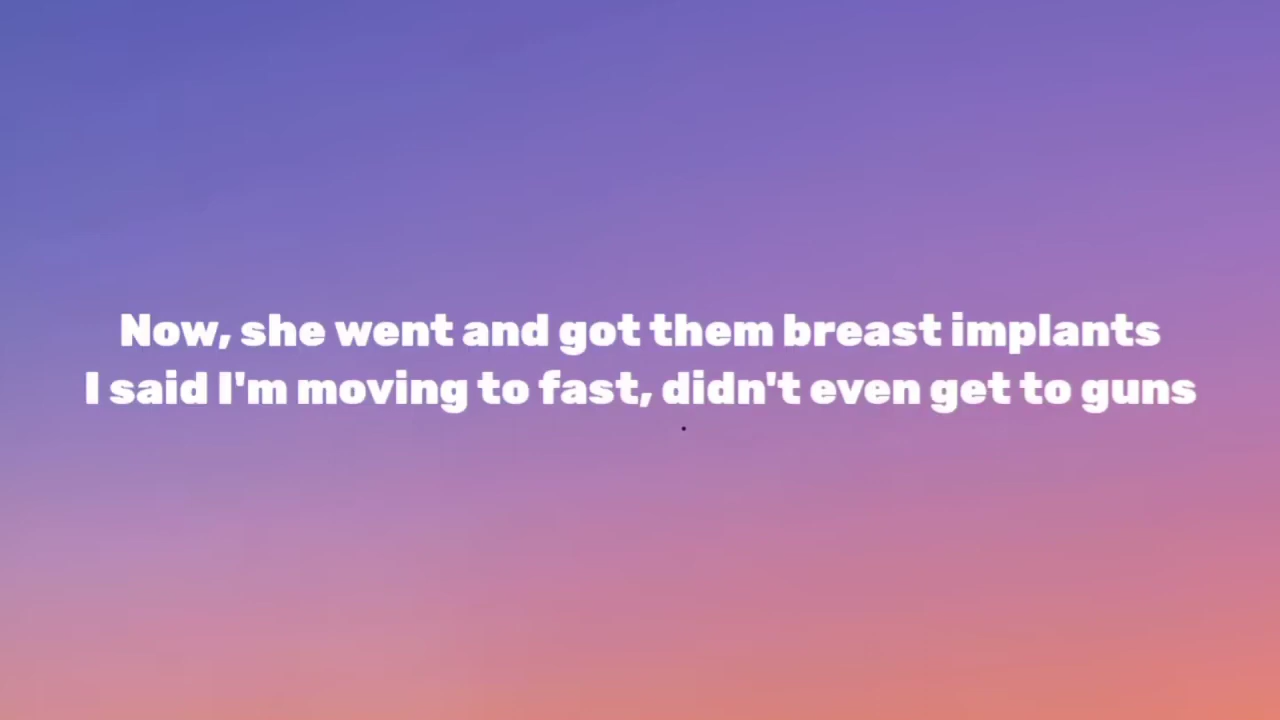 Now, she went and got them breast implants
I said I'm moving to fast, didn't even get to guns